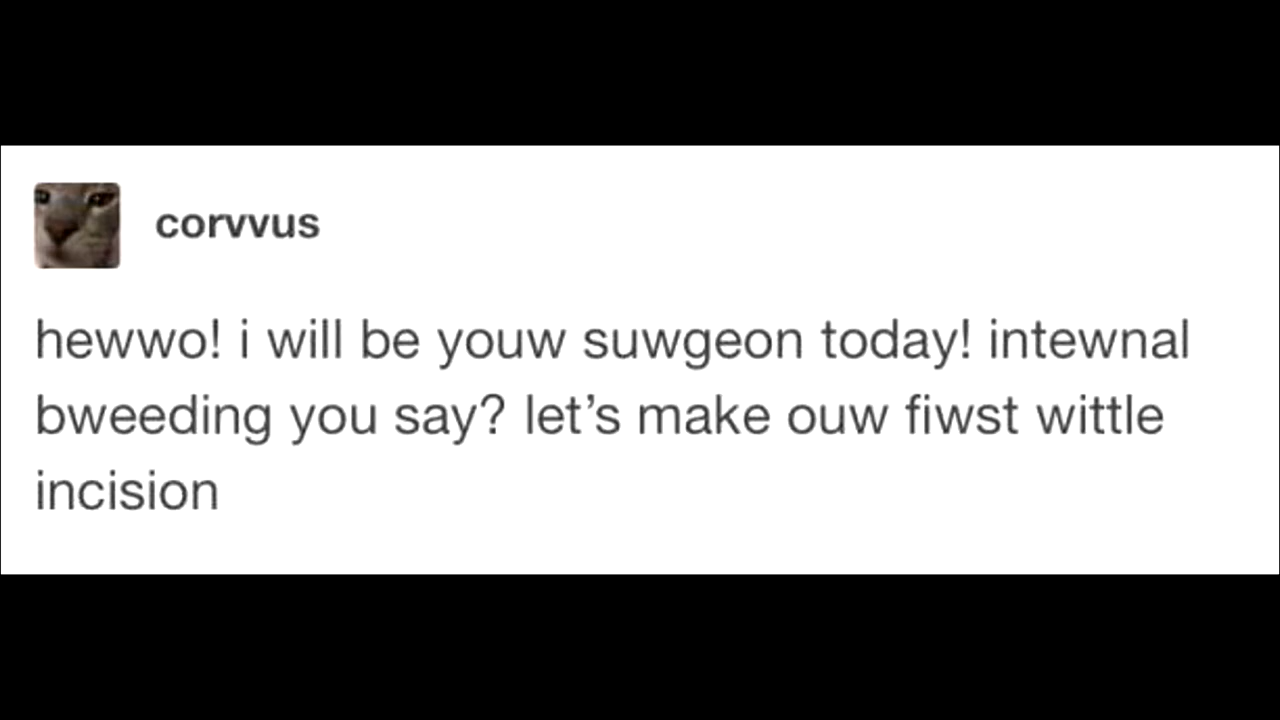 corvvus
hewwo! i will be youw suwgeon today! intewnal
bweeding you say? let’s make ouw fiwst wittle
incision